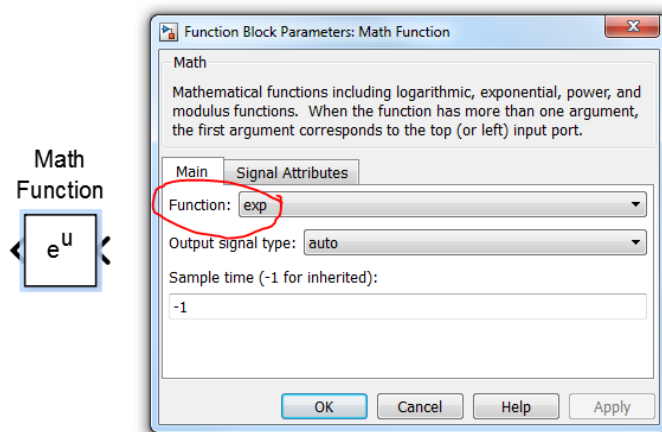 Function Block Parameters: Math Function
Math
Mathematical functions including logarithmic, exponential, power, and
modulus functions. When the function has more than one argument,
the first argument corresponds to the top (or left) input port.
Main Signal Attributes
Function: exp
Output signal type: auto
Sample time (-1 for inherited):
-1
OK Cancel Help Apply
Math
Function
e^u